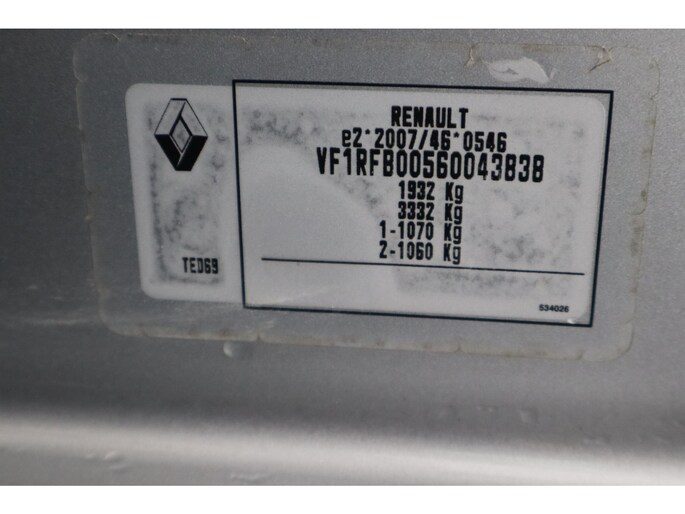 RENAULT
e2*2007/46*0546
VF1RFB00560043838
1932 Kg
3332 Kg
1-1070 Kg
2-1060 Kg
TED69
534026